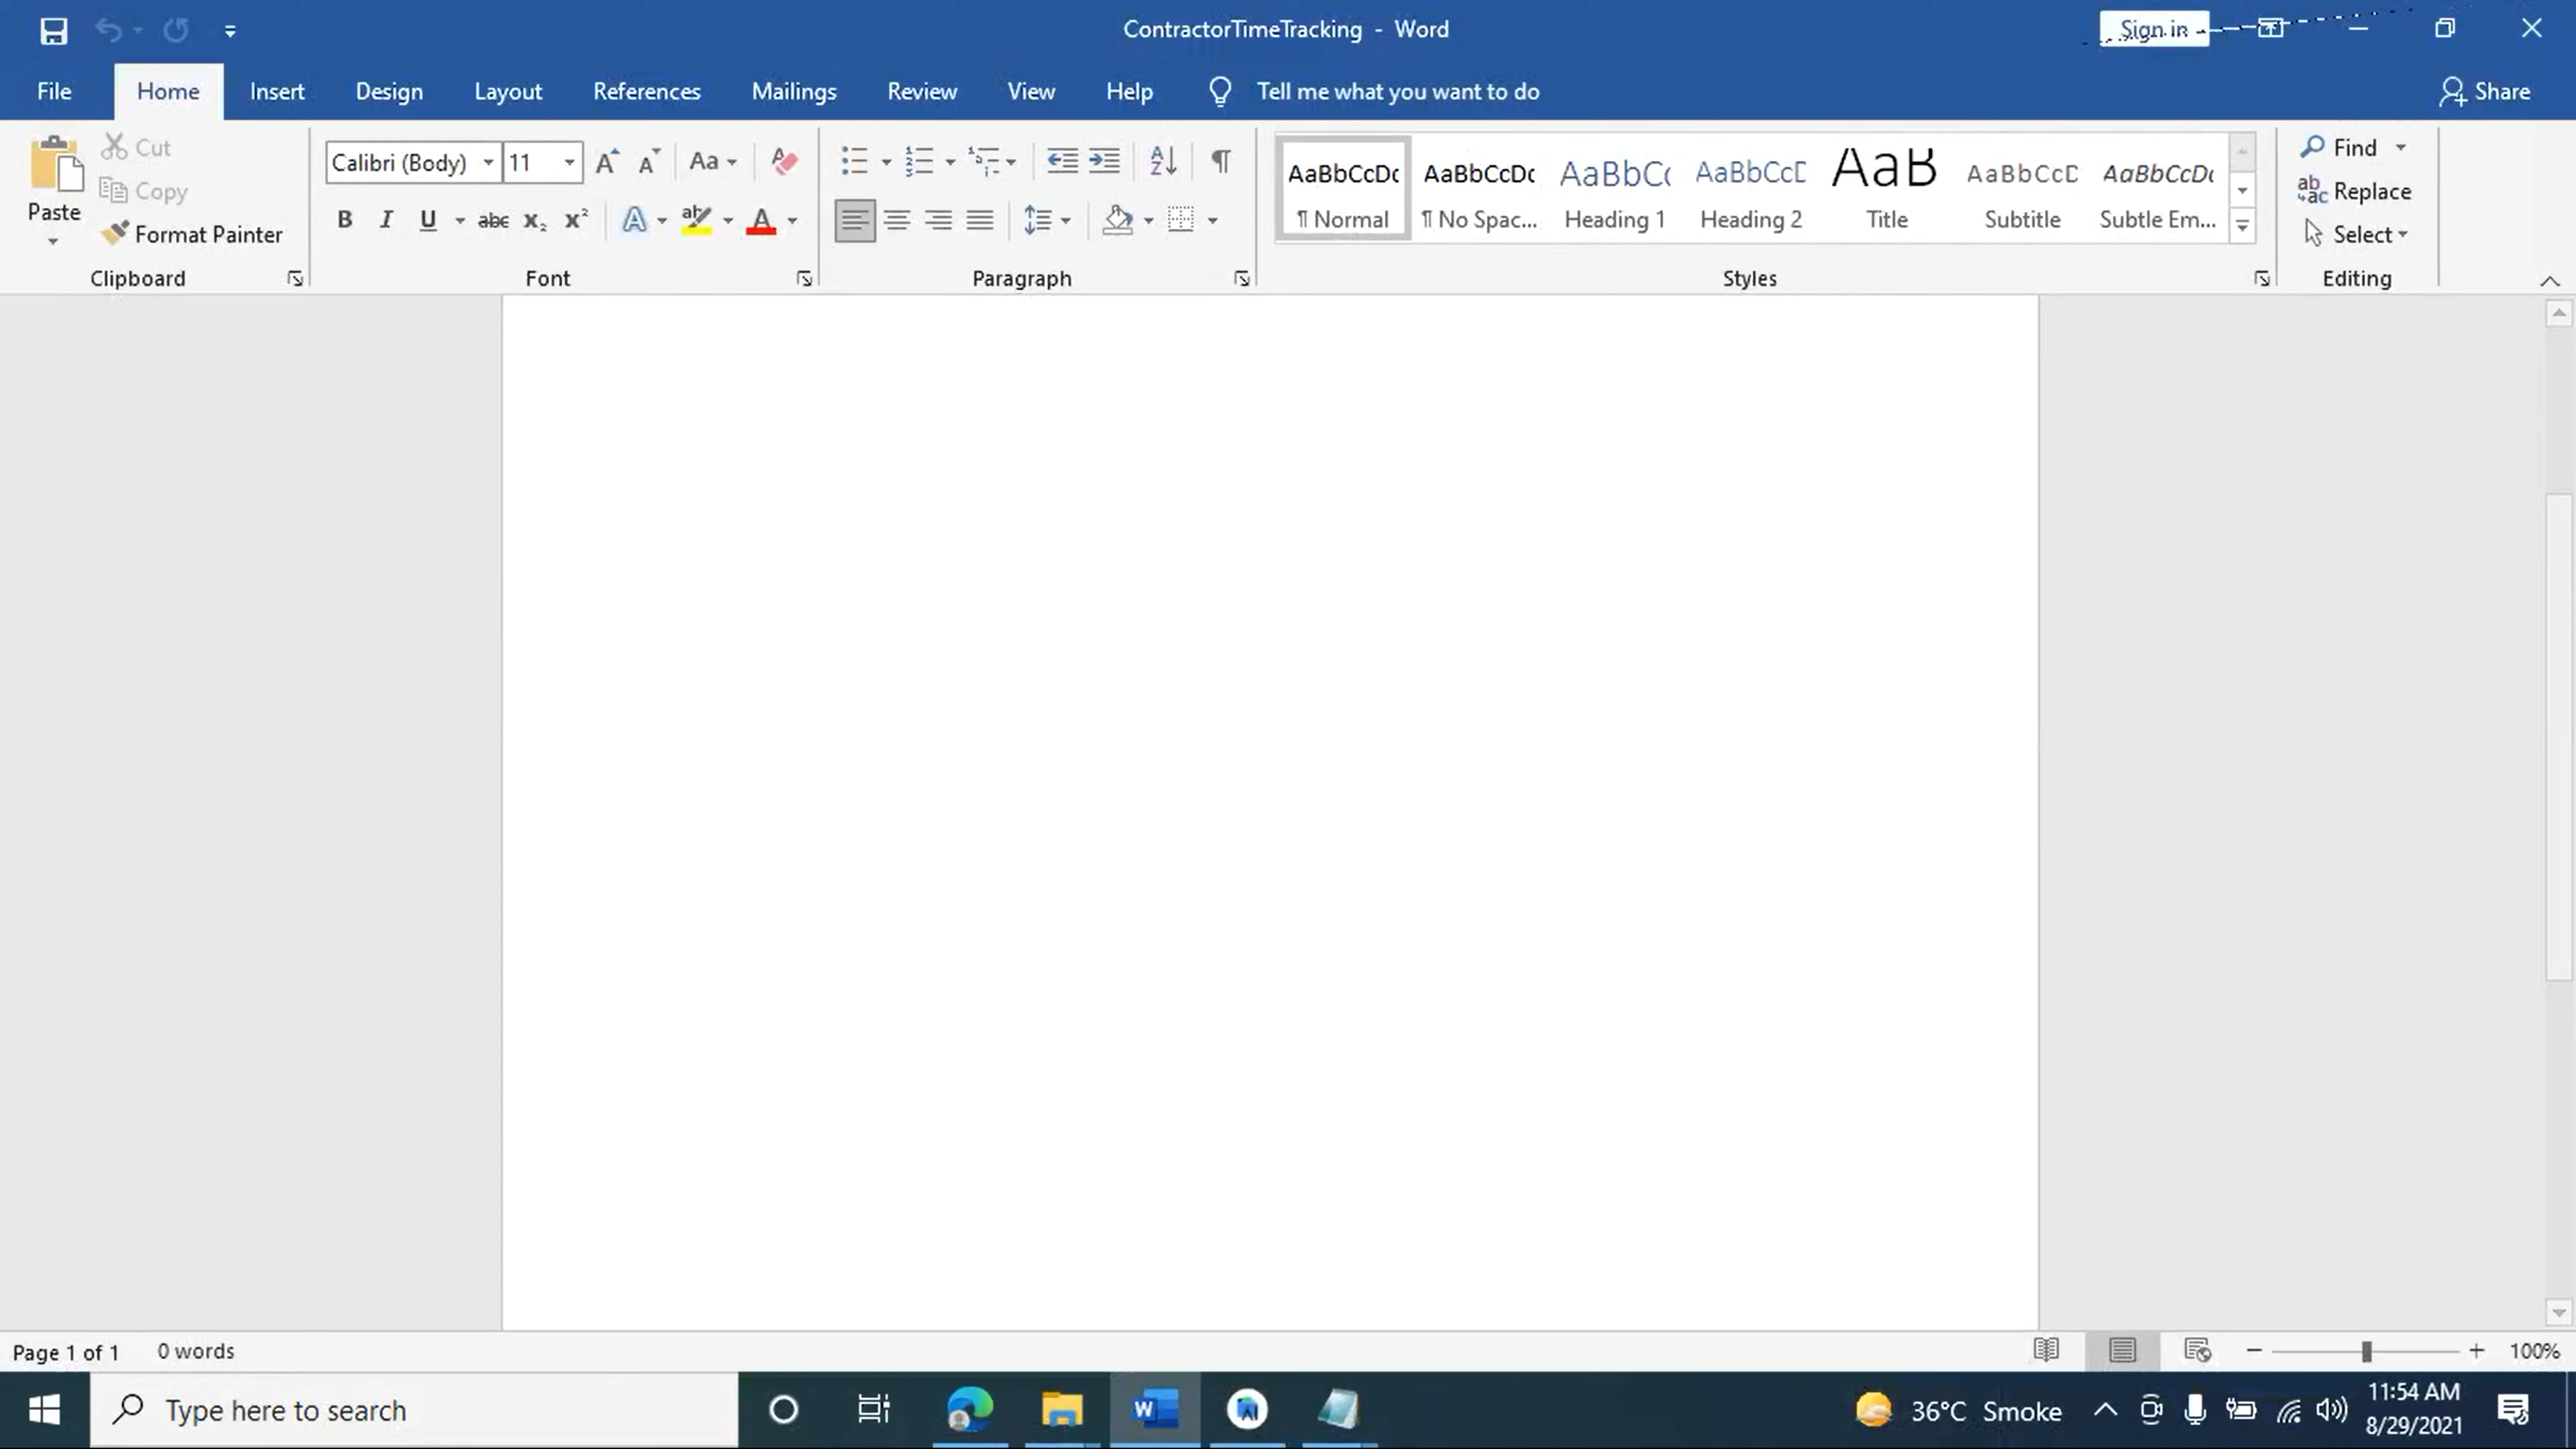 ContractorTimeTracking - Word
Sign in
File Home Insert Design Layout References Mailings Review View Help Tell me what you want to do Share
Paste
Cut
Copy
Format Painter
Clipboard
Calibri (Body) 11
Font
Paragraph
AaBbCcDc AaBbCcDc AaBbCc AaBbCcD AaB AaBbCcD AaBbCcDc
¶ Normal ¶ No Spac... Heading 1 Heading 2 Title Subtitle Subtle Em...
Styles
Find
Replace
Select
Editing
Page 1 of 1 0 words
100%
Type here to search
36°C Smoke
11:54 AM
8/29/2021